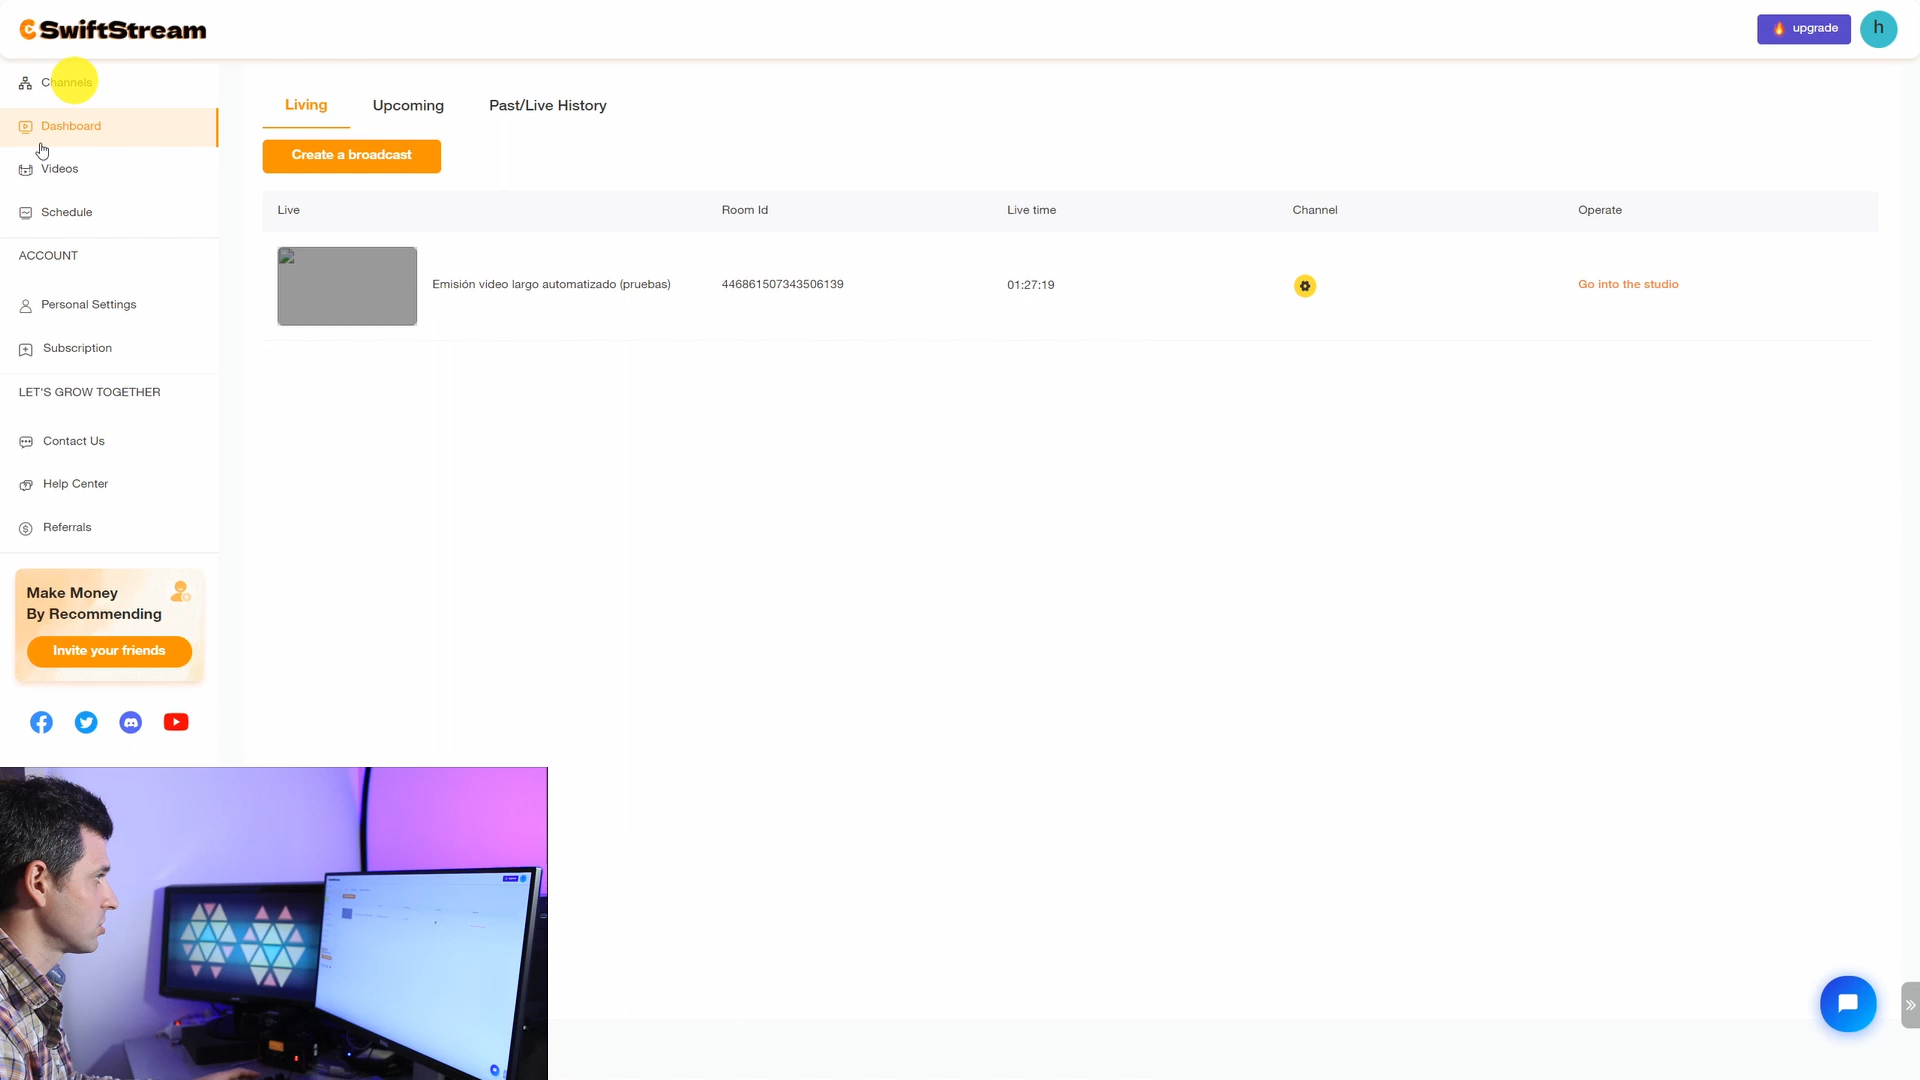 SwiftStream
upgrade
h
Channels
Dashboard
Videos
Schedule
ACCOUNT
Personal Settings
Subscription
LET'S GROW TOGETHER
Contact Us
Help Center
Referrals
Make Money
By Recommending
Invite your friends
Living Upcoming Past/Live History
Create a broadcast
Live Room Id Live time Channel Operate
Emisión video largo automatizado (pruebas) 446861507343506139 01:27:19 Go into the studio